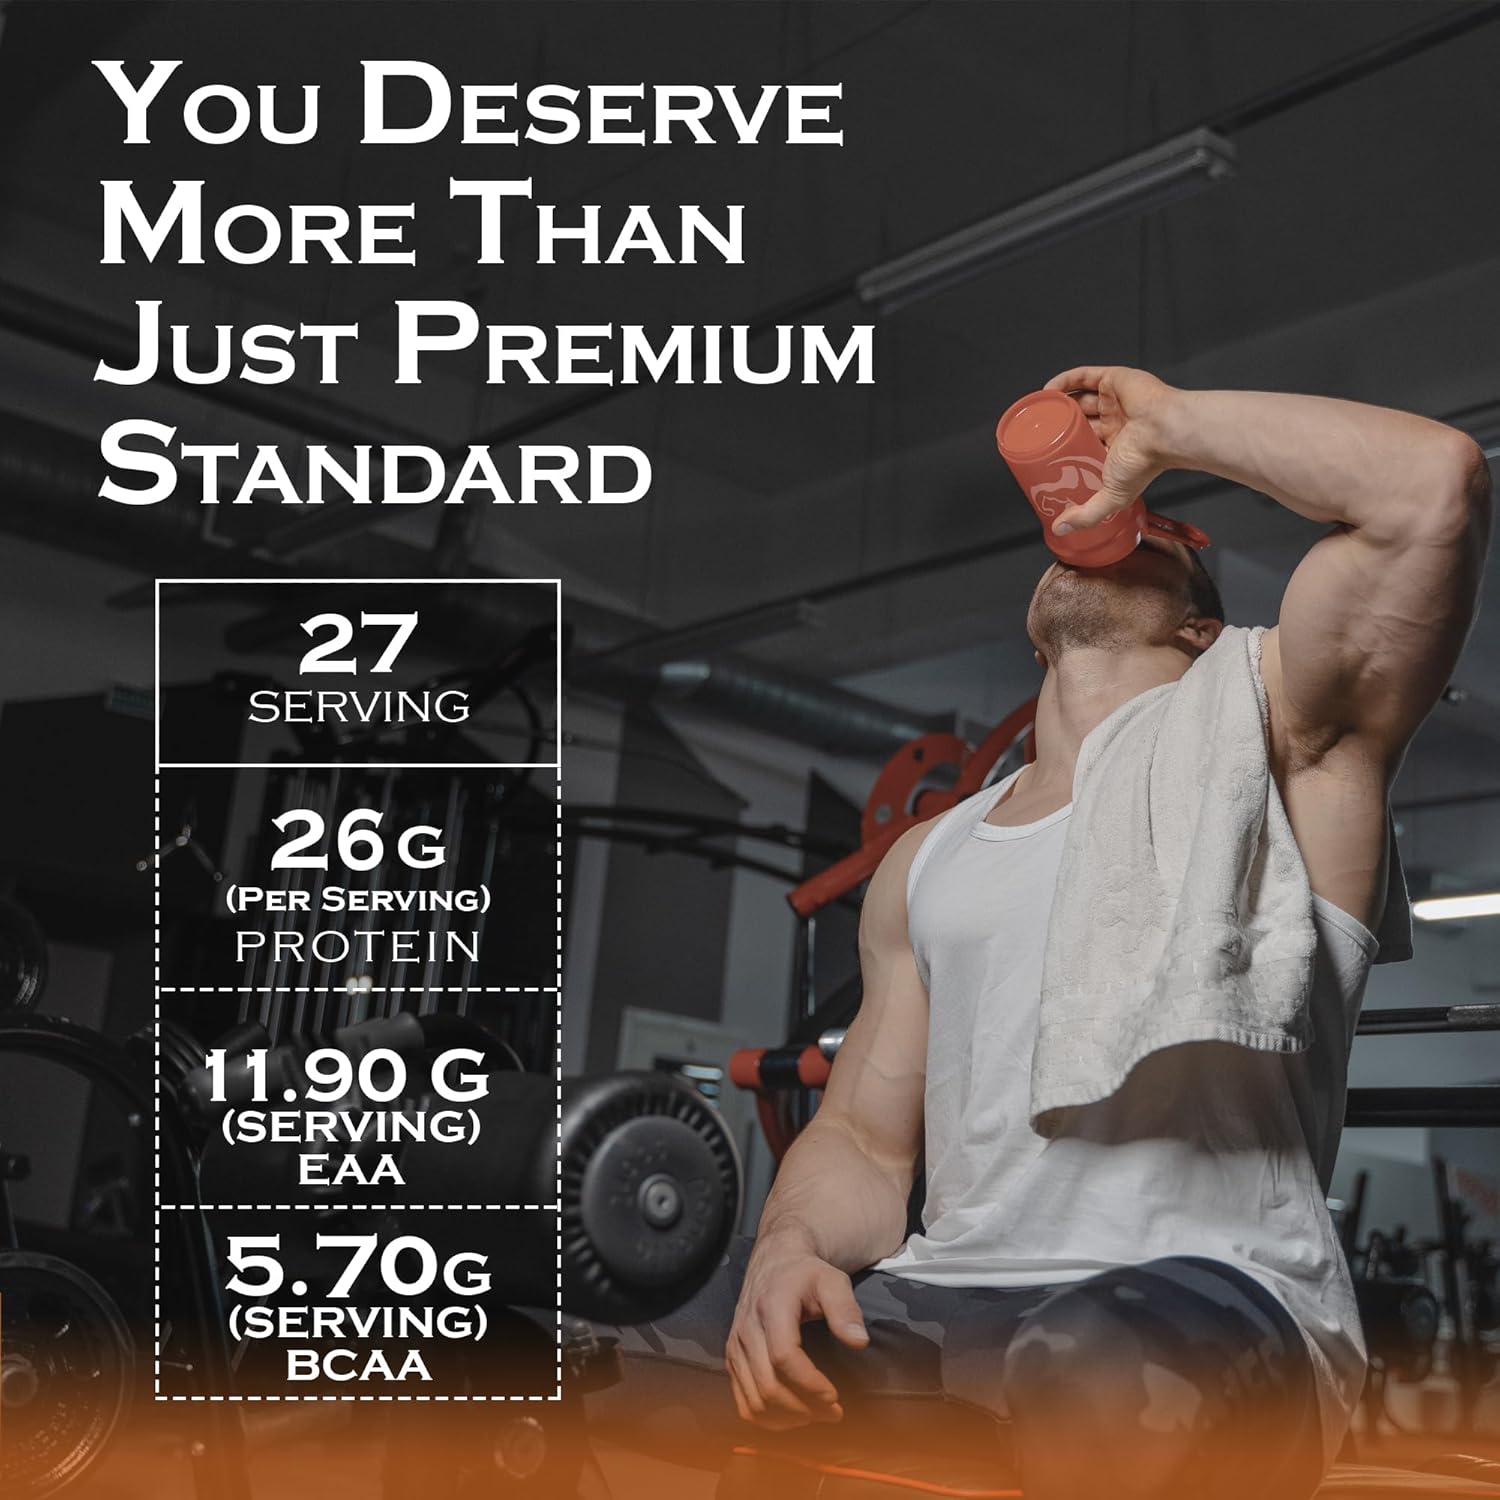 You Deserve
More Than
Just Premium
Standard
27
SERVING
26G
(Per Serving)
PROTEIN
11.90 G
(SERVING)
EAA
5.70G
(SERVING)
BCAA